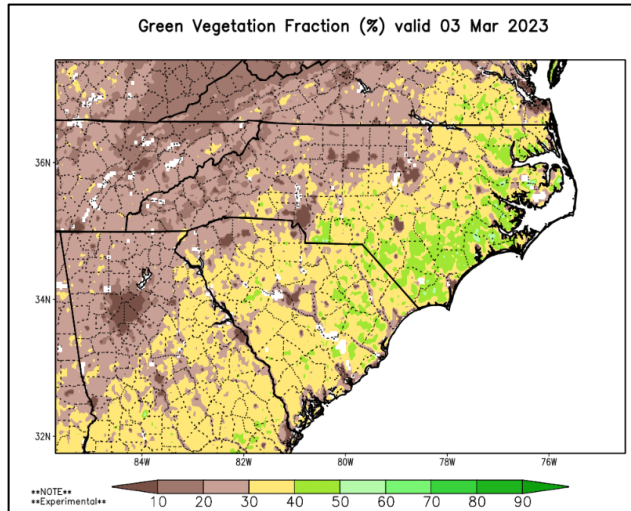 Green Vegetation Fraction (%) valid 03 Mar 2023
36N
34N
32N
84W 82W 80W 78W 76W
**NOTE**
**Experimental**
10 20 30 40 50 60 70 80 90